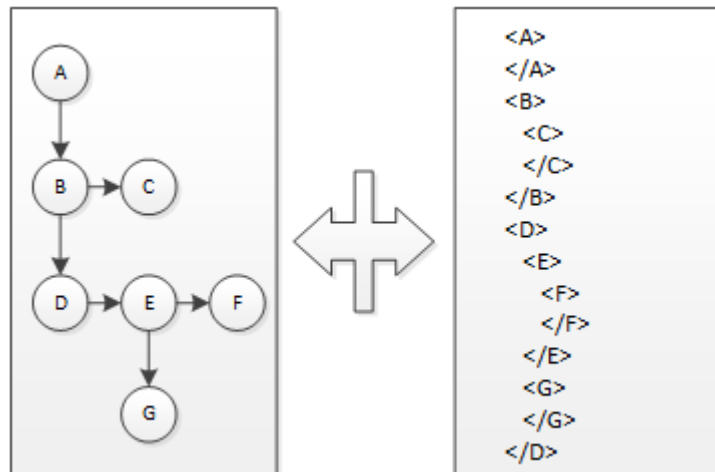 A
B C
D E F
G
<A>
</A>
<B>
<C>
</C>
</B>
<D>
<E>
<F>
</F>
</E>
<G>
</G>
</D>